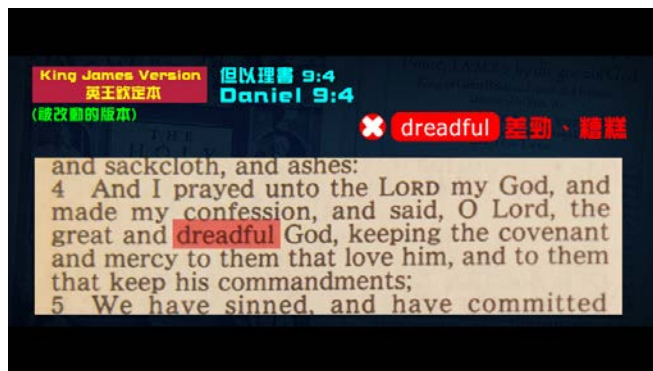 King James Version
英王欽定本
(被改動的版本)
但以理書 9:4
Daniel 9:4
dreadful 差勁、糟糕
and sackcloth, and ashes:
4 And I prayed unto the LORD my God, and
made my confession, and said, O Lord, the
great and dreadful God, keeping the covenant
and mercy to them that love him, and to them
that keep his commandments;
5 We have sinned, and have committed